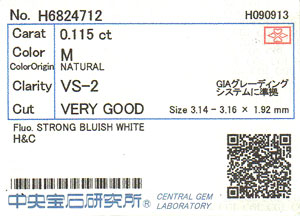 No. H6824712 H090913
Carat 0.115 ct
Color M
ColorOrigin NATURAL
Clarity VS-2
GIAグレーディング
システムに準拠
Cut VERY GOOD Size 3.14 - 3.16 × 1.92 mm
Fluo. STRONG BLUISH WHITE
H&C
中央宝石研究所® CENTRAL GEM
LABORATORY